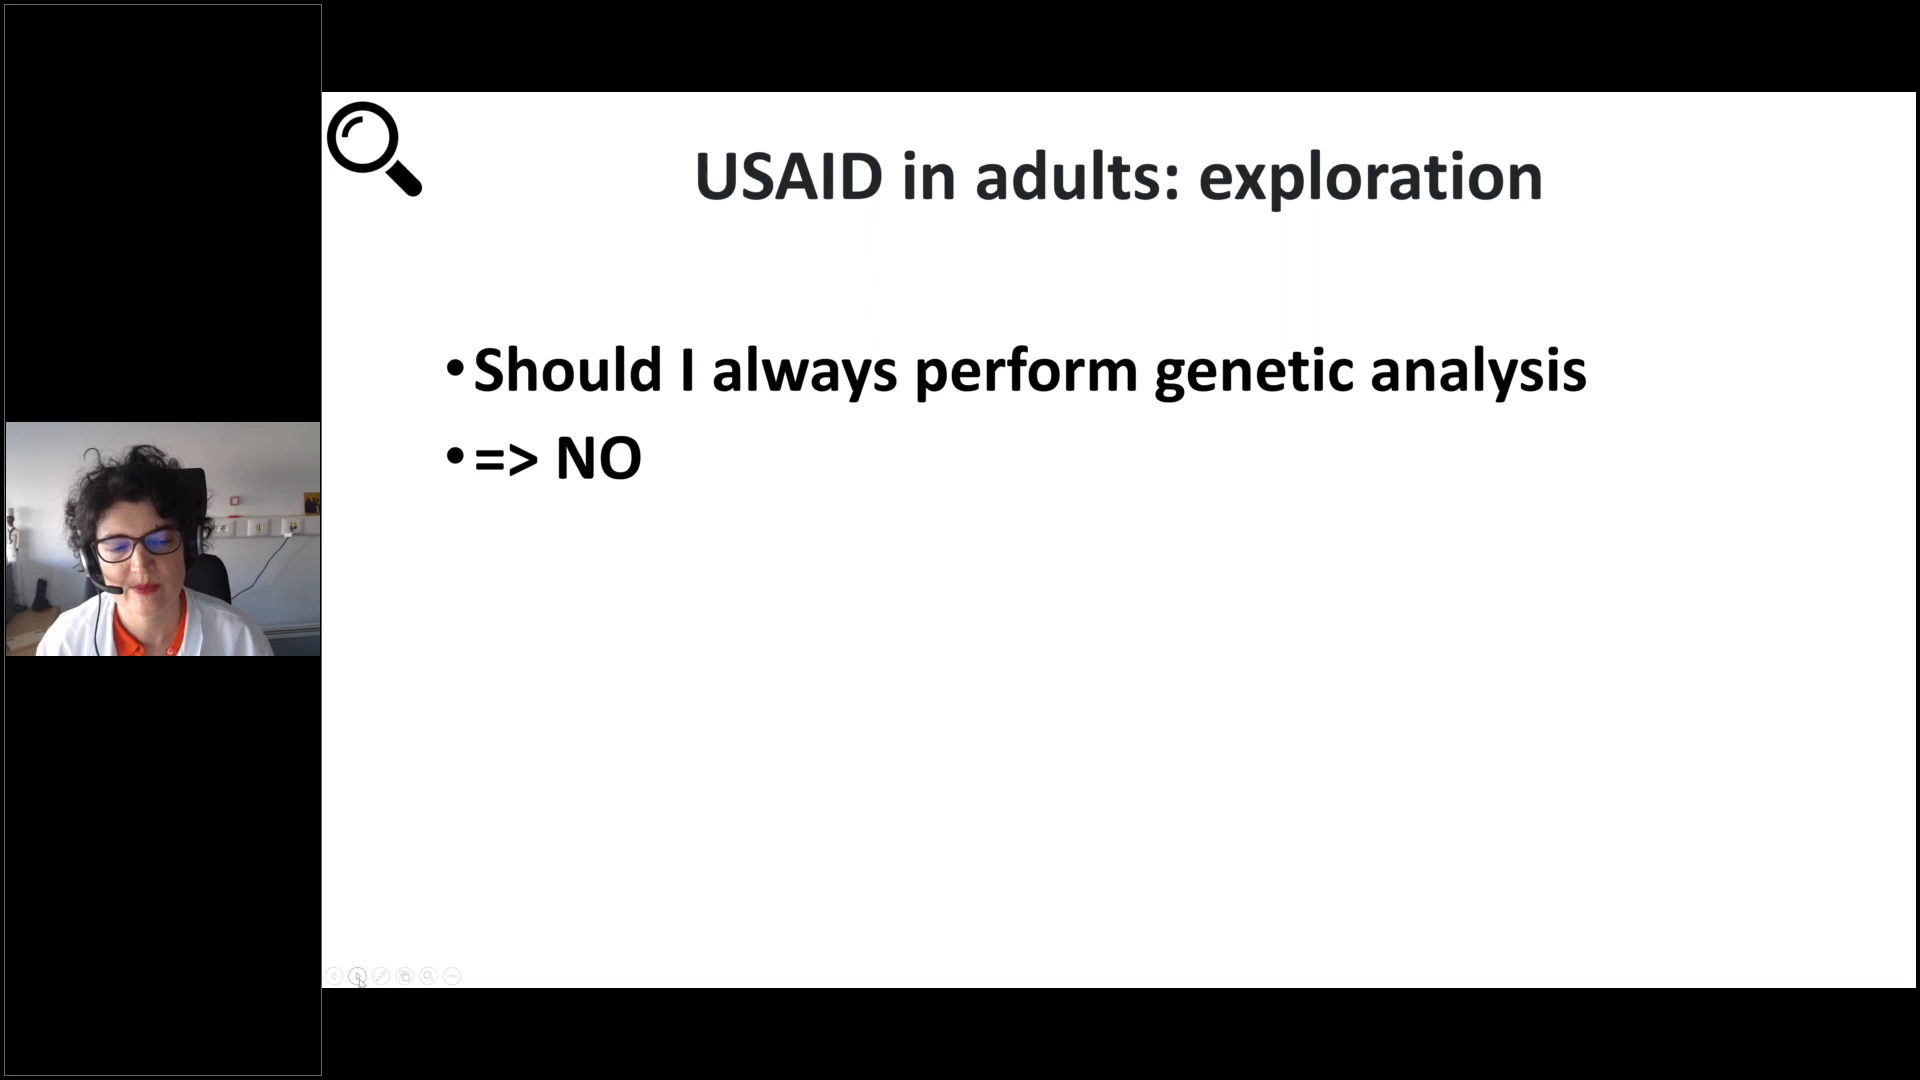 USAID in adults: exploration
•Should I always perform genetic analysis
•=> NO